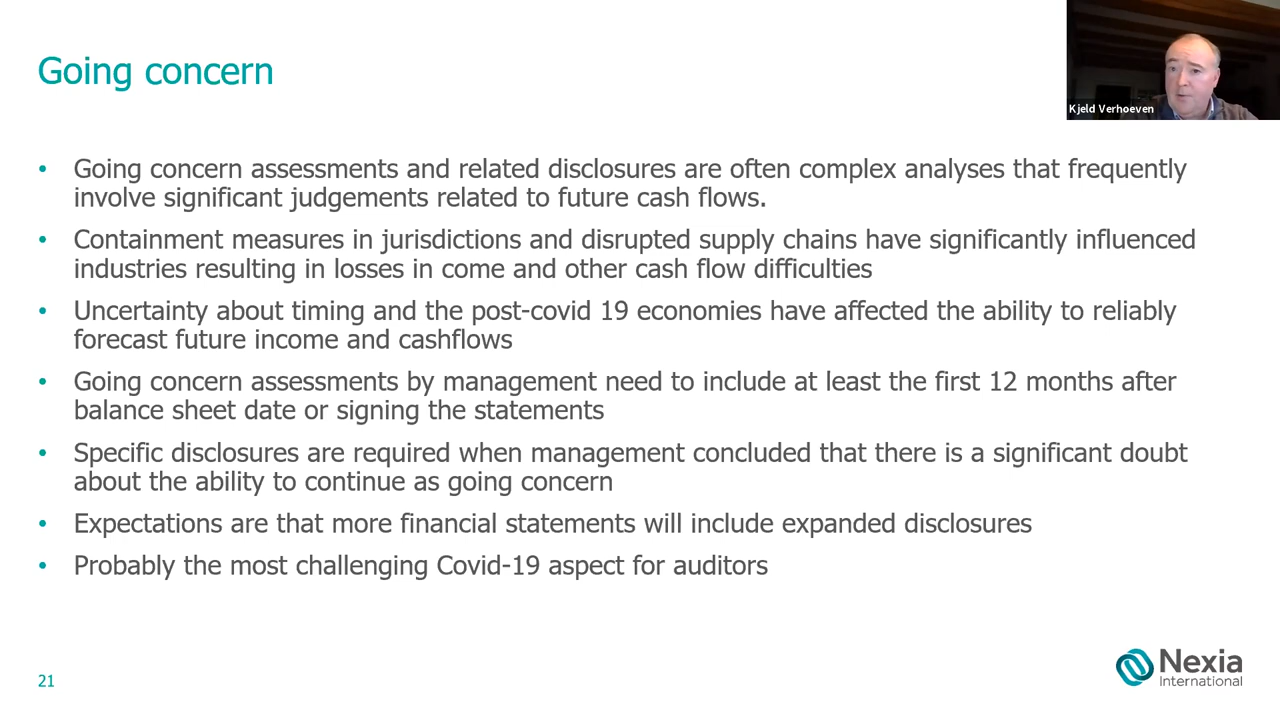 Going concern
Kjeld Verhoeven
• Going concern assessments and related disclosures are often complex analyses that frequently
involve significant judgements related to future cash flows.
• Containment measures in jurisdictions and disrupted supply chains have significantly influenced
industries resulting in losses in come and other cash flow difficulties
• Uncertainty about timing and the post-covid 19 economies have affected the ability to reliably
forecast future income and cashflows
• Going concern assessments by management need to include at least the first 12 months after
balance sheet date or signing the statements
• Specific disclosures are required when management concluded that there is a significant doubt
about the ability to continue as going concern
• Expectations are that more financial statements will include expanded disclosures
• Probably the most challenging Covid-19 aspect for auditors
21
Nexia
International